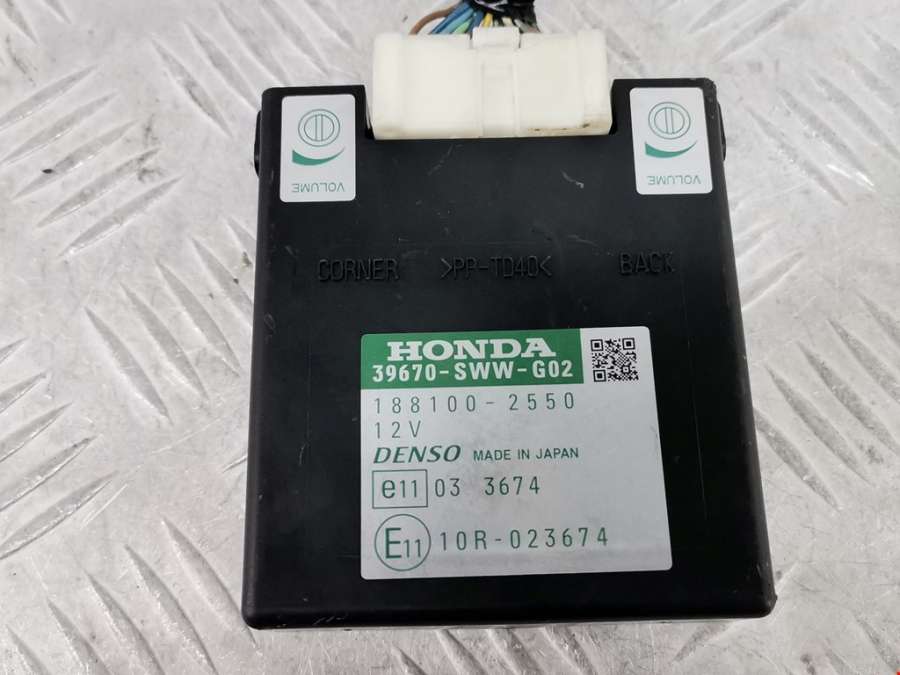 VOLUME
VOLUME
CORNER >PP-TD40< BACK
HONDA
39670-SWW-G02
188100-2550
12V
DENSO MADE IN JAPAN
e11 03 3674
E11 10R-023674